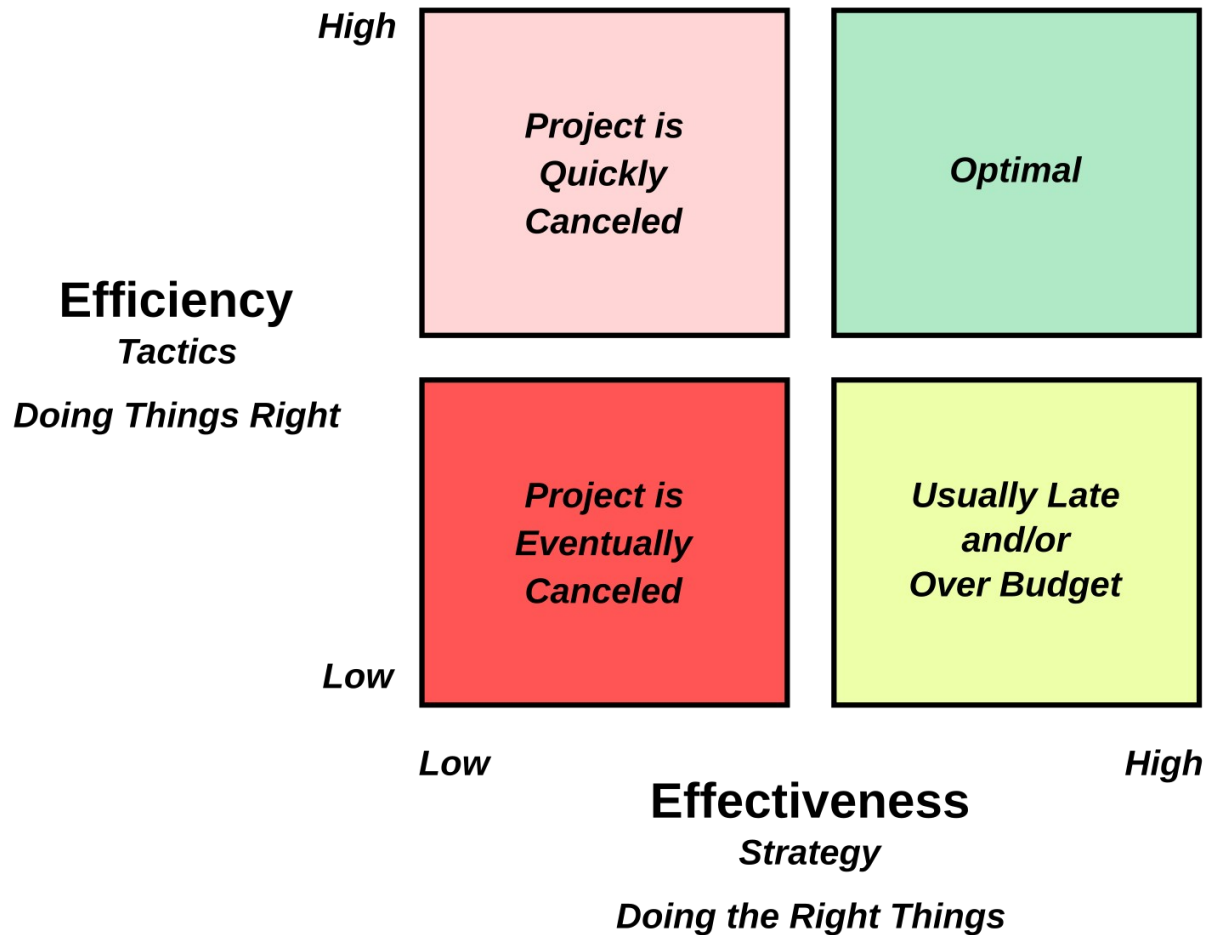 High
Project is
Quickly
Canceled
Optimal
Efficiency
Tactics
Doing Things Right
Project is
Eventually
Canceled
Usually Late
and/or
Over Budget
Low
Low
High
Effectiveness
Strategy
Doing the Right Things